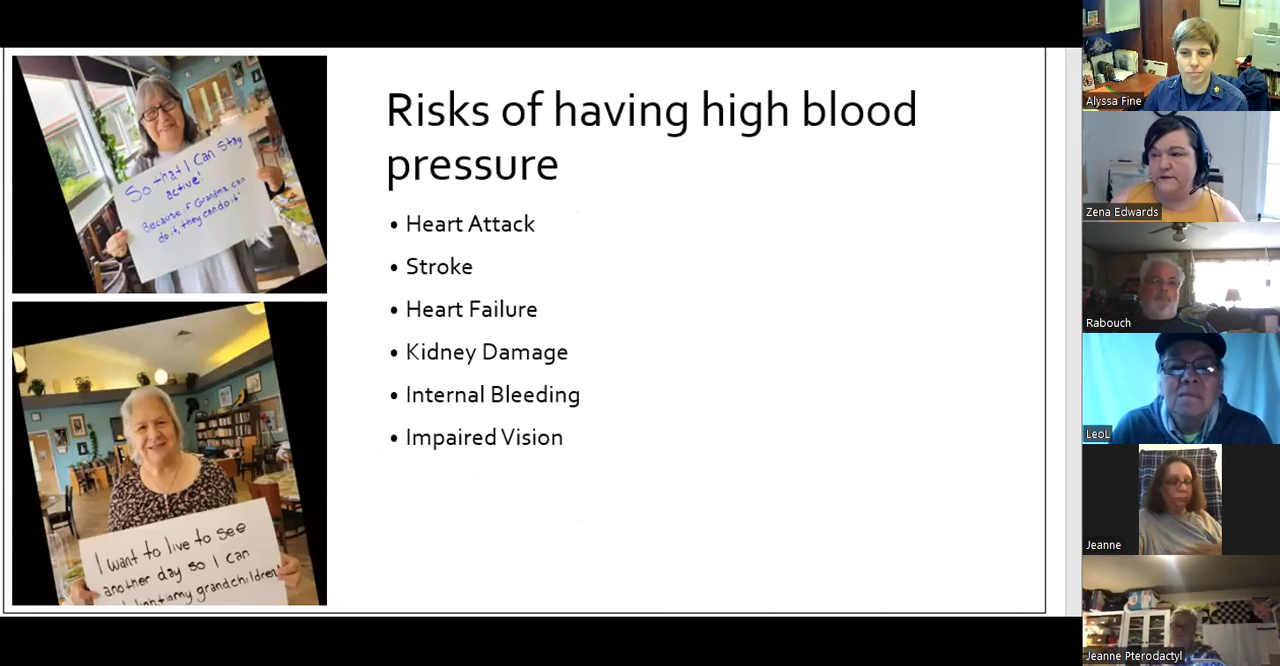 So that I Can Stay
active!
Because if Grandma can
do it, they can do it"
I want to live to see
another day so I can
my grandchildren
Risks of having high blood
pressure
• Heart Attack
• Stroke
• Heart Failure
• Kidney Damage
• Internal Bleeding
• Impaired Vision
Alyssa Fine
Zena Edwards
Rabouch
LeoL
Jeanne
Jeanne Pterodactyl